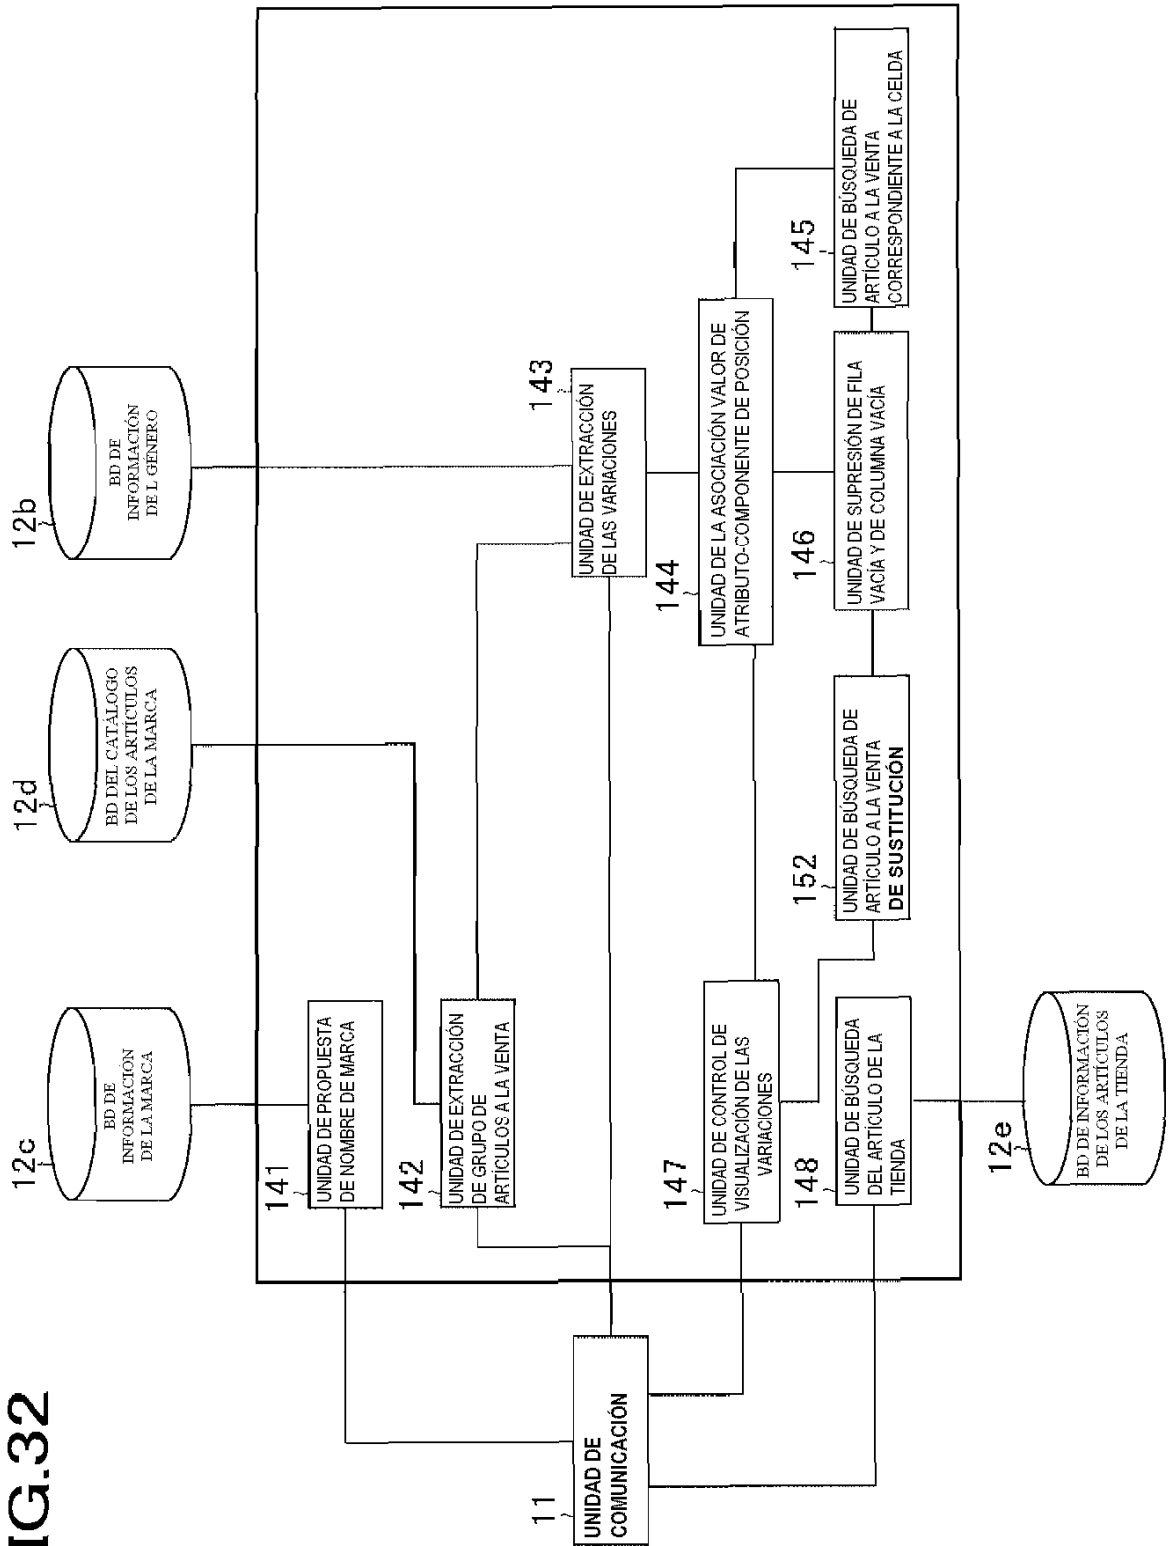 IG.32
12c
BD DE
INFORMACIÓN
DE LA MARCA
12d
BD DEL CATÁLOGO
DE LOS ARTÍCULOS
DE LA MARCA
12b
BD DE
INFORMACIÓN
DE L GÉNERO
141
UNIDAD DE PROPUESTA
DE NOMBRE DE MARCA
142
UNIDAD DE EXTRACCIÓN
DE GRUPO DE
ARTÍCULOS A LA VENTA
143
UNIDAD DE EXTRACCIÓN
DE LAS VARIACIONES
11
UNIDAD DE
COMUNICACIÓN
147
UNIDAD DE CONTROL DE
VISUALIZACIÓN DE LAS
VARIACIONES
144
UNIDAD DE LA ASOCIACIÓN VALOR DE
ATRIBUTO-COMPONENTE DE POSICIÓN
148
UNIDAD DE BÚSQUEDA
DEL ARTÍCULO DE LA
TIENDA
152
UNIDAD DE BÚSQUEDA DE
ARTÍCULO A LA VENTA
DE SUSTITUCIÓN
146
UNIDAD DE SUPRESIÓN DE FILA
VACÍA Y DE COLUMNA VACÍA
145
UNIDAD DE BÚSQUEDA DE
ARTÍCULO A LA VENTA
CORRESPONDIENTE A LA CELDA
12e
BD DE INFORMACIÓN
DE LOS ARTÍCULOS
DE LA TIENDA